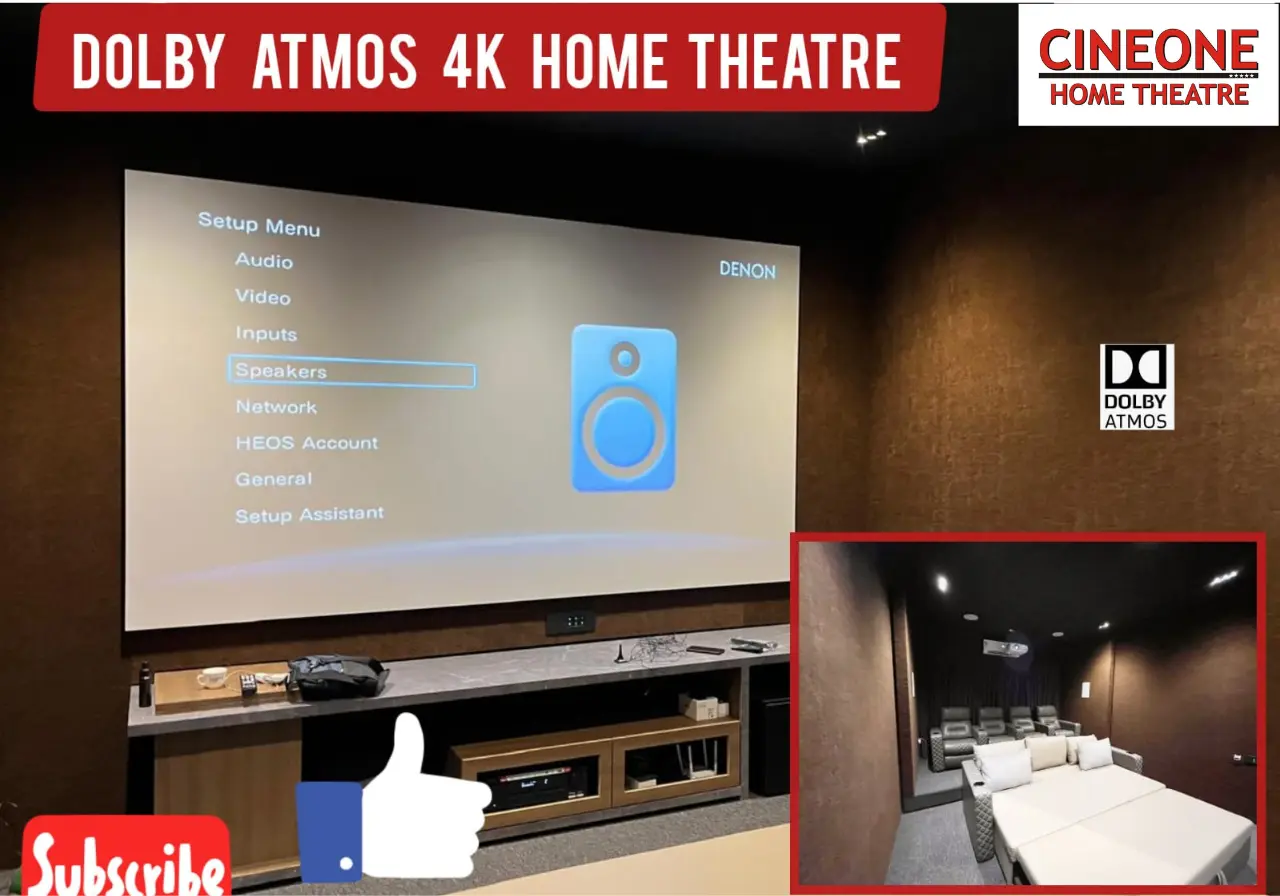 DOLBY ATMOS 4K HOME THEATRE
CINEONE
HOME THEATRE
Setup Menu
Audio
DENON
Video
Inputs
Speakers
Network
HEOS Account
General
Setup Assistant
DOLBY
ATMOS
Subscribe